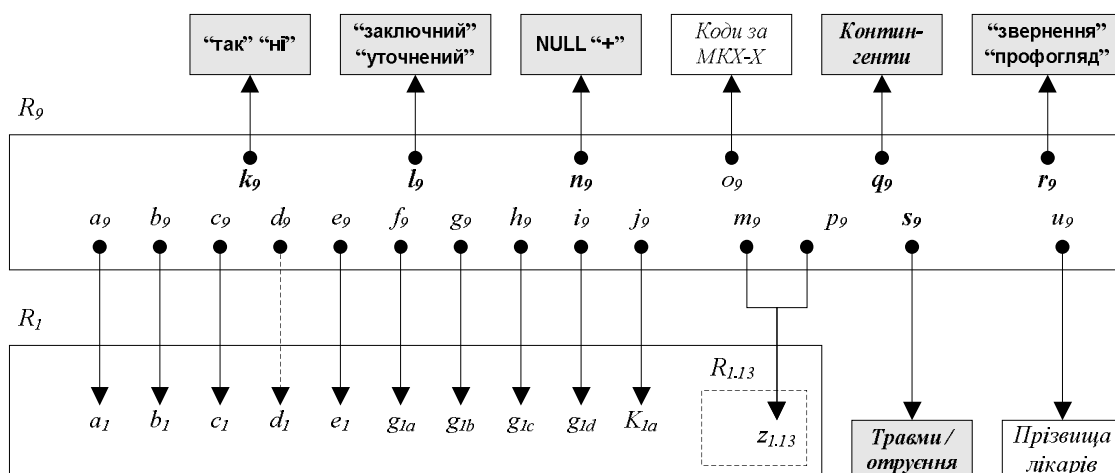 “так” “ні”
“заключний”
“уточнений”
NULL “+”
Коди за
МКХ-X
Контин-
генти
“звернення”
“профогляд”
R9
k9 l9 n9 o9 q9 r9
a9 b9 c9 d9 e9 f9 g9 h9 i9 j9 m9 p9 s9 u9
R1
R1.13
a1 b1 c1 d1 e1 g1a g1b g1c g1d K1a z1.13
Травми /
отруєння
Прізвища
лікарів